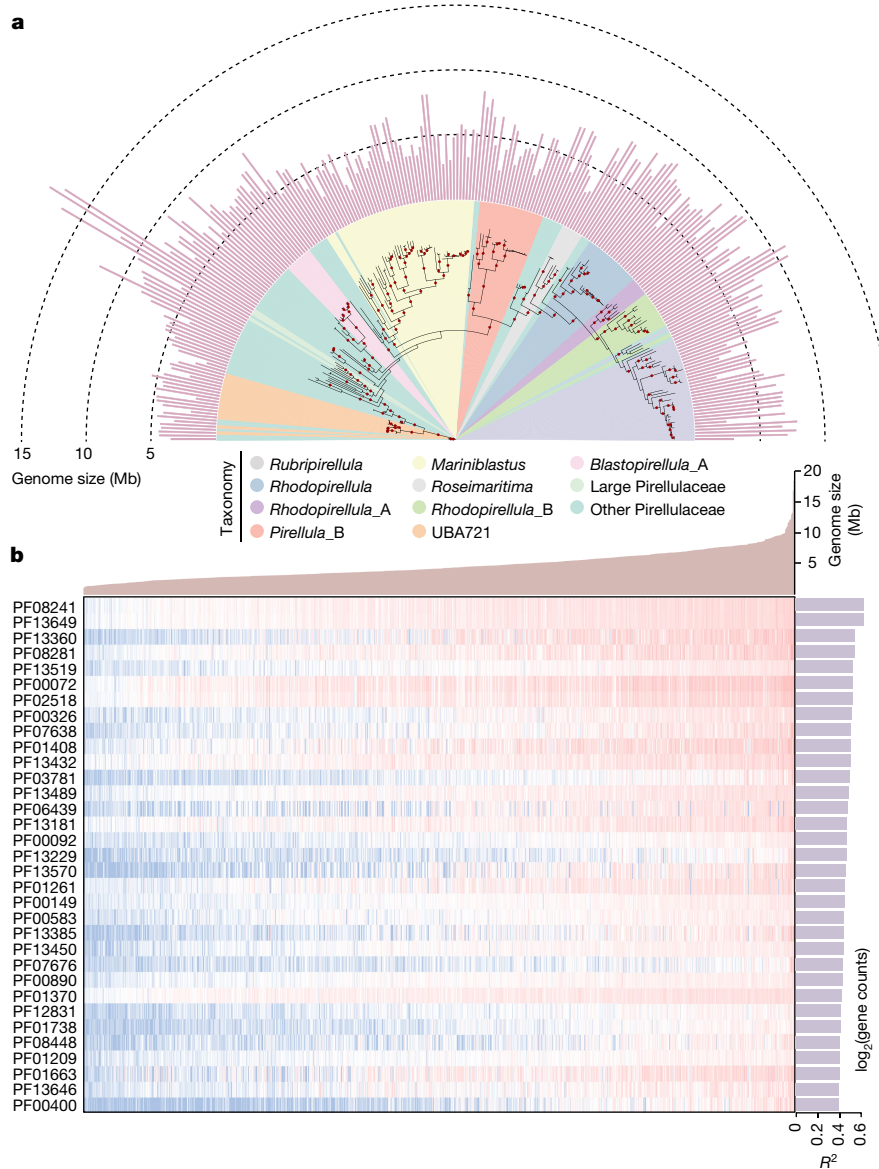 a
15 10 5
Genome size (Mb)
Taxonomy
Rubripirellula
Rhodopirellula
Rhodopirellula_A
Pirellula_B
Mariniblastus
Roseimaritima
Rhodopirellula_B
UBA721
Blastopirellula_A
Large Pirellulaceae
Other Pirellulaceae
b
20
15
10
5
Genome size
(Mb)
PF08241
PF13649
PF13360
PF08281
PF13519
PF00072
PF02518
PF00326
PF07638
PF01408
PF13432
PF03781
PF13489
PF06439
PF13181
PF00092
PF13229
PF13570
PF01261
PF00149
PF00583
PF13385
PF13450
PF07676
PF00890
PF01370
PF12831
PF01738
PF08448
PF01209
PF01663
PF13646
PF00400
log2(gene counts)
0 0.2 0.4 0.6
R2